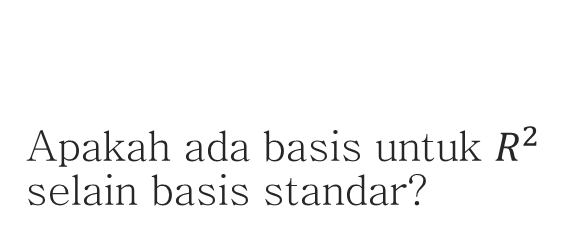 Apakah ada basis untuk R²
selain basis standar?